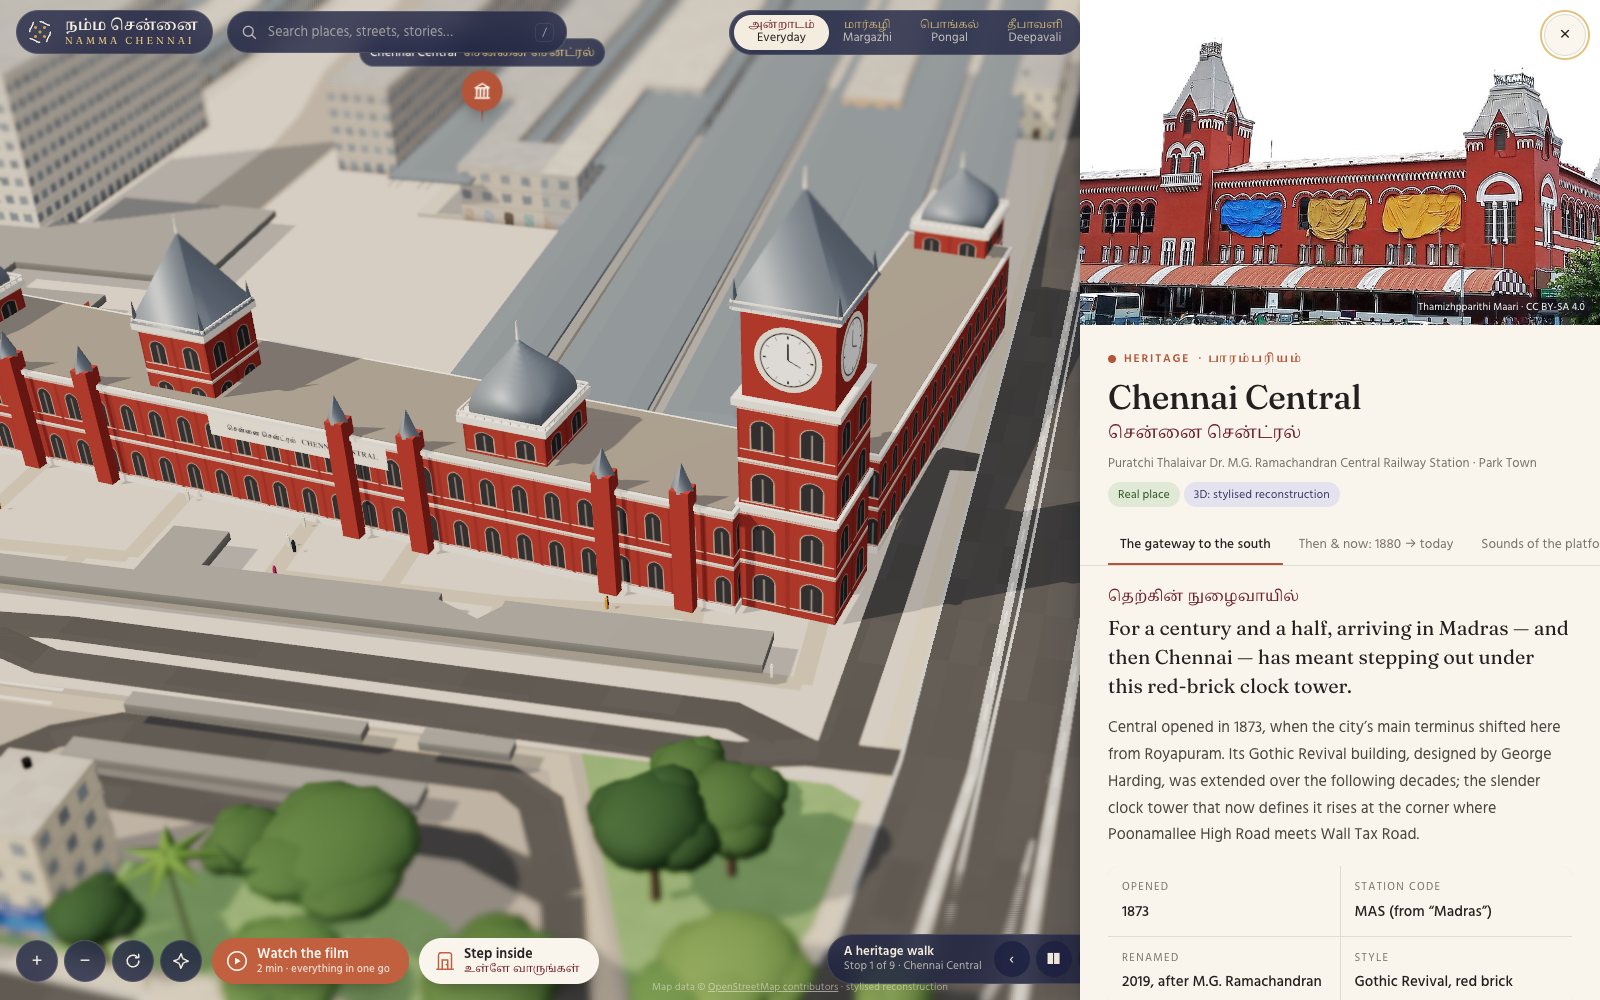 நம்ம சென்னை
NAMMA CHENNAI
Search places, streets, stories...
/
அன்றாடம்
Everyday
மார்கழி
Margazhi
பொங்கல்
Pongal
தீபாவளி
Deepavali
Chennai Central சென்னை சென்ட்ரல்
சென்னை சென்ட்ரல் CHENN NTRAL
Thamizhpparithi Maari · CC BY-SA 4.0
HERITAGE · பாரம்பரியம்
Chennai Central
சென்னை சென்ட்ரல்
Puratchi Thalaivar Dr. M.G. Ramachandran Central Railway Station · Park Town
Real place
3D: stylised reconstruction
The gateway to the south
Then & now: 1880 → today
Sounds of the platfo
தெற்கின் நுழைவாயில்
For a century and a half, arriving in Madras — and
then Chennai — has meant stepping out under
this red-brick clock tower.
Central opened in 1873, when the city's main terminus shifted here
from Royapuram. Its Gothic Revival building, designed by George
Harding, was extended over the following decades; the slender
clock tower that now defines it rises at the corner where
Poonamallee High Road meets Wall Tax Road.
OPENED
1873
STATION CODE
MAS (from “Madras”)
RENAMED
2019, after M.G. Ramachandran
STYLE
Gothic Revival, red brick
Watch the film
2 min · everything in one go
Step inside
உள்ளே வாருங்கள்
A heritage walk
Stop 1 of 9 · Chennai Central
Map data © OpenStreetMap contributors · stylised reconstruction